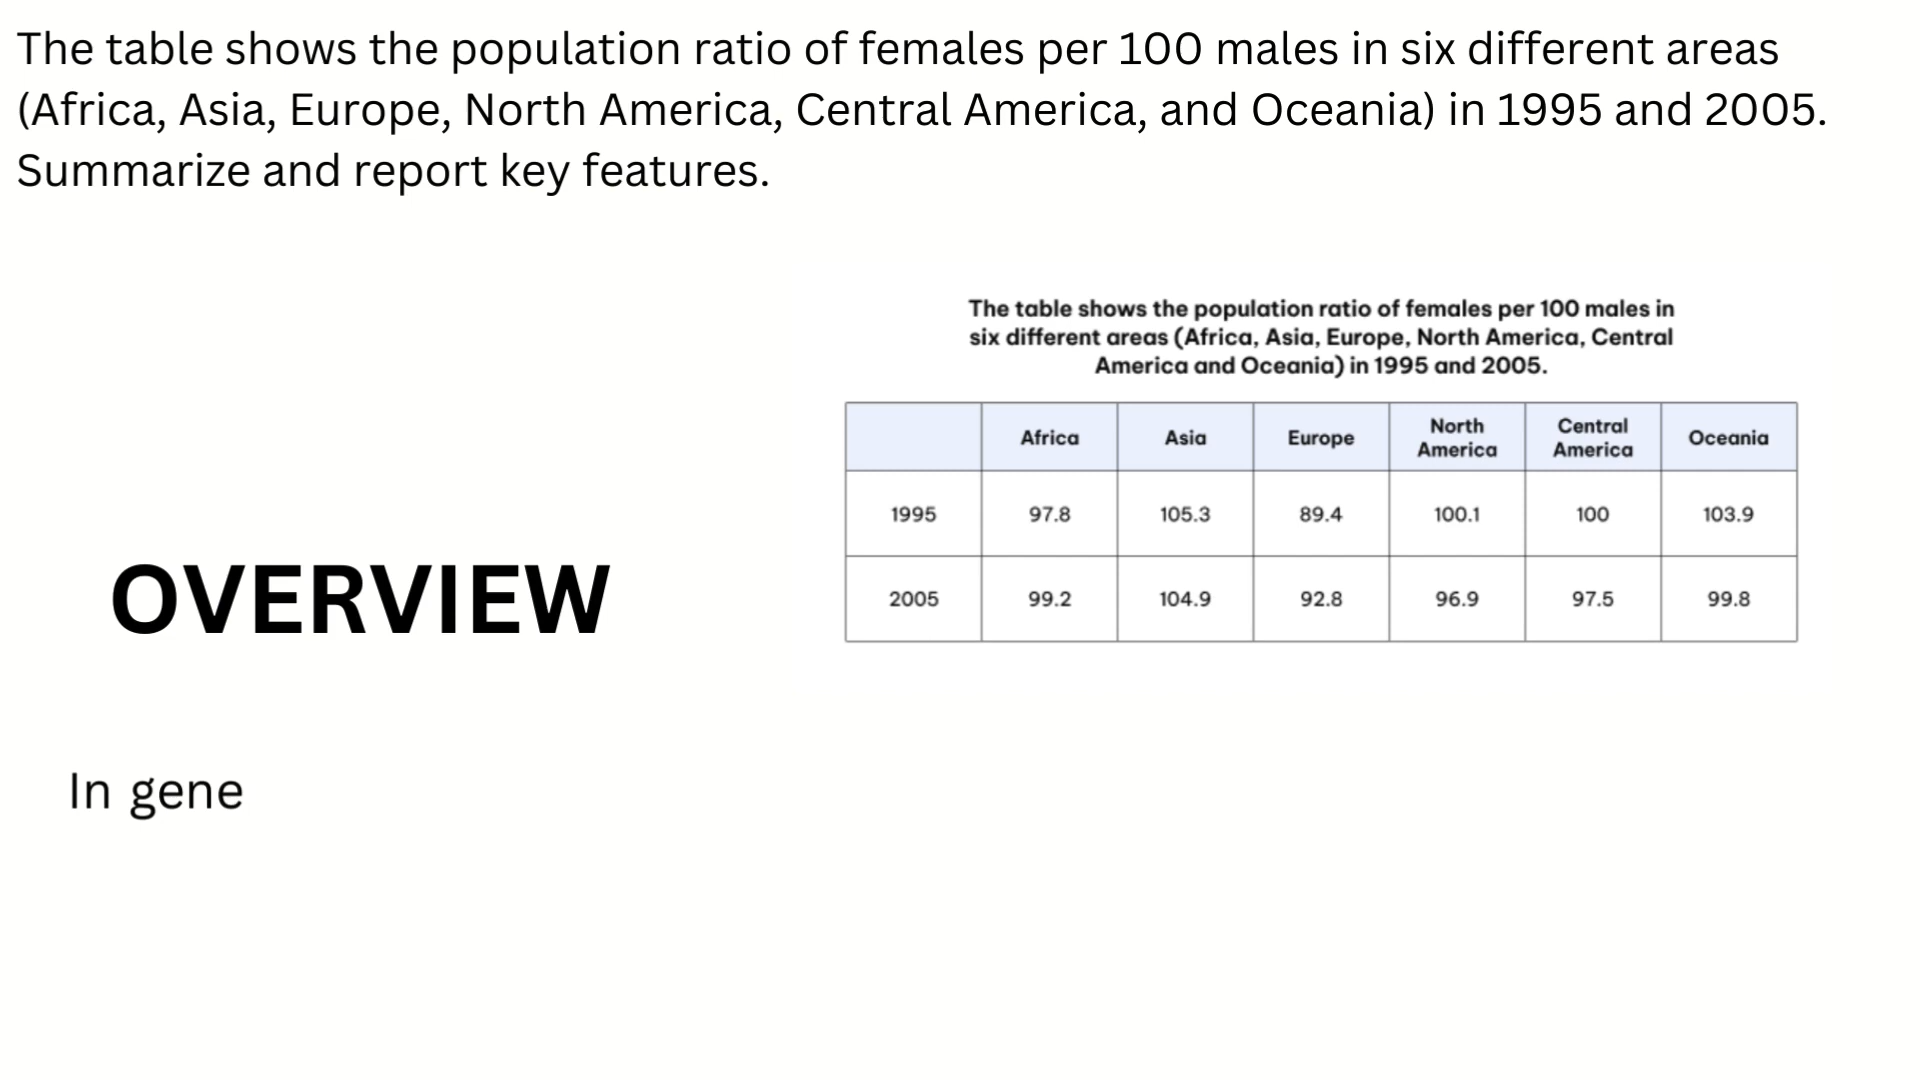 The table shows the population ratio of females per 100 males in six different areas
(Africa, Asia, Europe, North America, Central America, and Oceania) in 1995 and 2005.
Summarize and report key features.
The table shows the population ratio of females per 100 males in
six different areas (Africa, Asia, Europe, North America, Central
America and Oceania) in 1995 and 2005.
Africa Asia Europe North America Central America Oceania
1995 97.8 105.3 89.4 100.1 100 103.9
2005 99.2 104.9 92.8 96.9 97.5 99.8
OVERVIEW
In gene